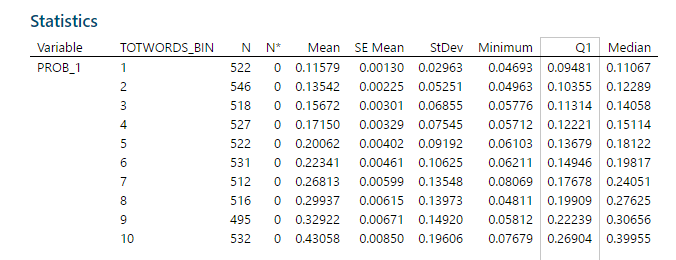 Statistics
Variable TOTWORDS_BIN N N* Mean SE Mean StDev Minimum Q1 Median
PROB_1 1 522 0 0.11579 0.00130 0.02963 0.04693 0.09481 0.11067
2 546 0 0.13542 0.00225 0.05251 0.04963 0.10355 0.12289
3 518 0 0.15672 0.00301 0.06855 0.05776 0.11314 0.14058
4 527 0 0.17150 0.00329 0.07545 0.05712 0.12221 0.15114
5 522 0 0.20062 0.00402 0.09192 0.06103 0.13679 0.18122
6 531 0 0.22341 0.00461 0.10625 0.06211 0.14946 0.19817
7 512 0 0.26813 0.00599 0.13548 0.08069 0.17678 0.24051
8 516 0 0.29937 0.00615 0.13973 0.04811 0.19909 0.27625
9 495 0 0.32922 0.00671 0.14920 0.05812 0.22239 0.30656
10 532 0 0.43058 0.00850 0.19606 0.07679 0.26904 0.39955